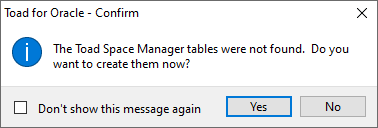 Toad for Oracle - Confirm
The Toad Space Manager tables were not found.  Do you
want to create them now?
Don't show this message again
Yes
No